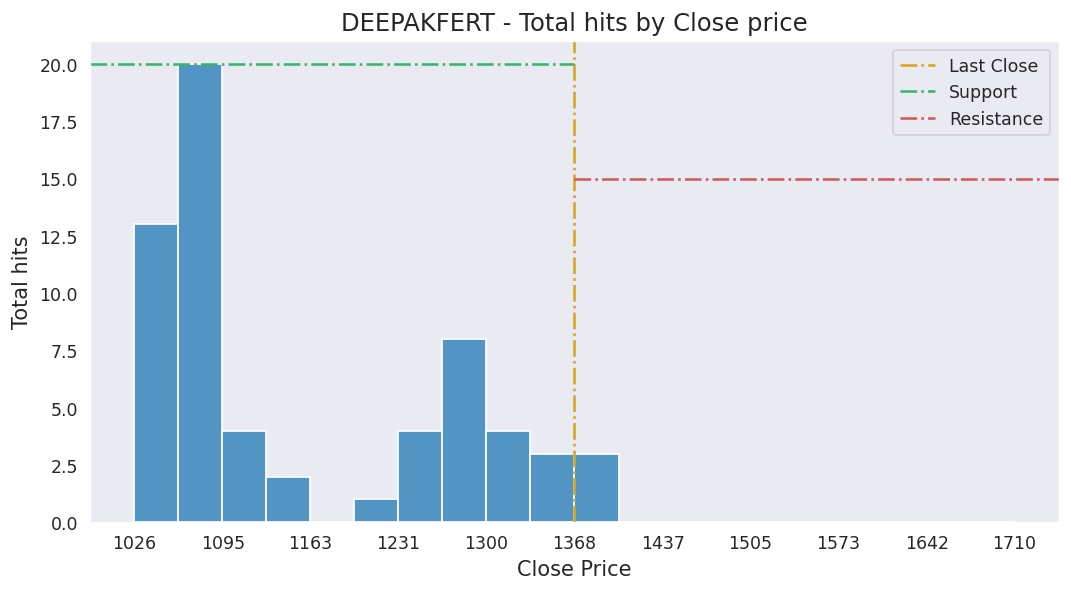 DEEPAKFERT - Total hits by Close price
Last Close
Support
Resistance
Total hits
20.0
17.5
15.0
12.5
10.0
7.5
5.0
2.5
0.0
1026 1095 1163 1231 1300 1368 1437 1505 1573 1642 1710
Close Price